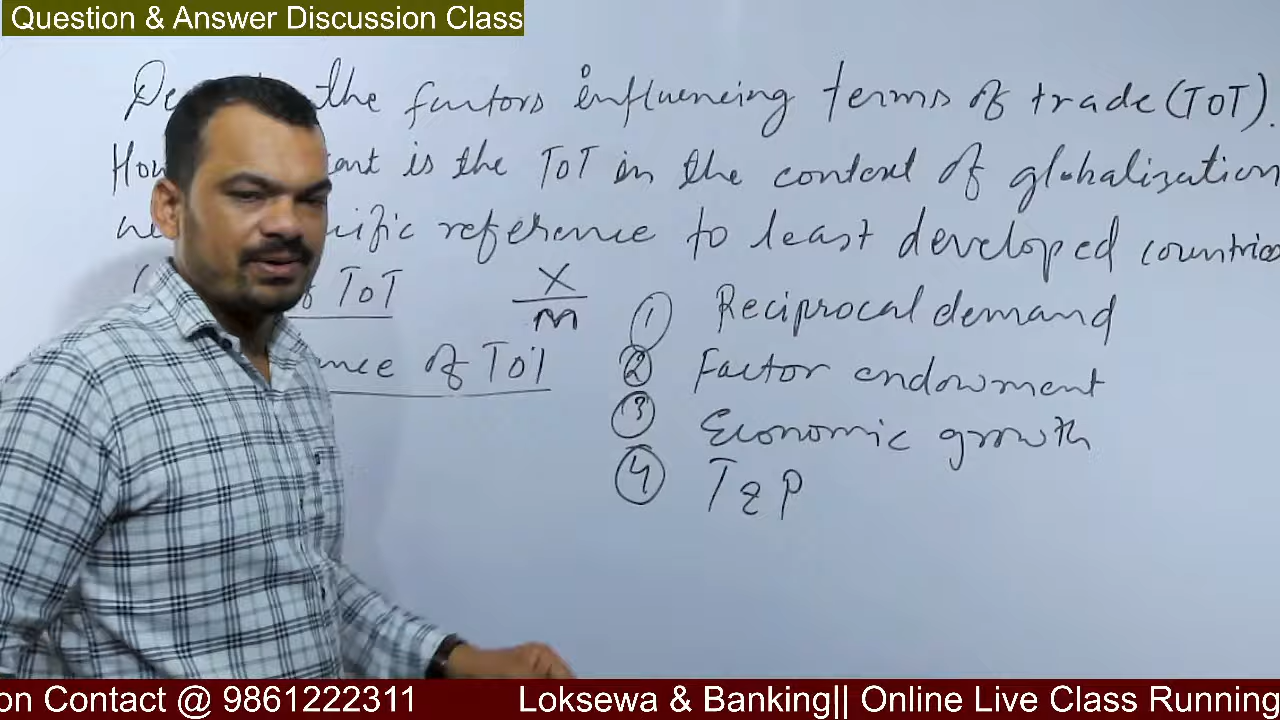 Question & Answer Discussion Class
the factors influencing terms of trade (TOT).
is the TOT in the context of globalization
reference to least developed countries
TOT
X
m
① Reciprocal demand
of TOT
② Factor endowment
③ Economic growth
④ T & P
on Contact @ 9861222311 Loksewa & Banking|| Online Live Class Running